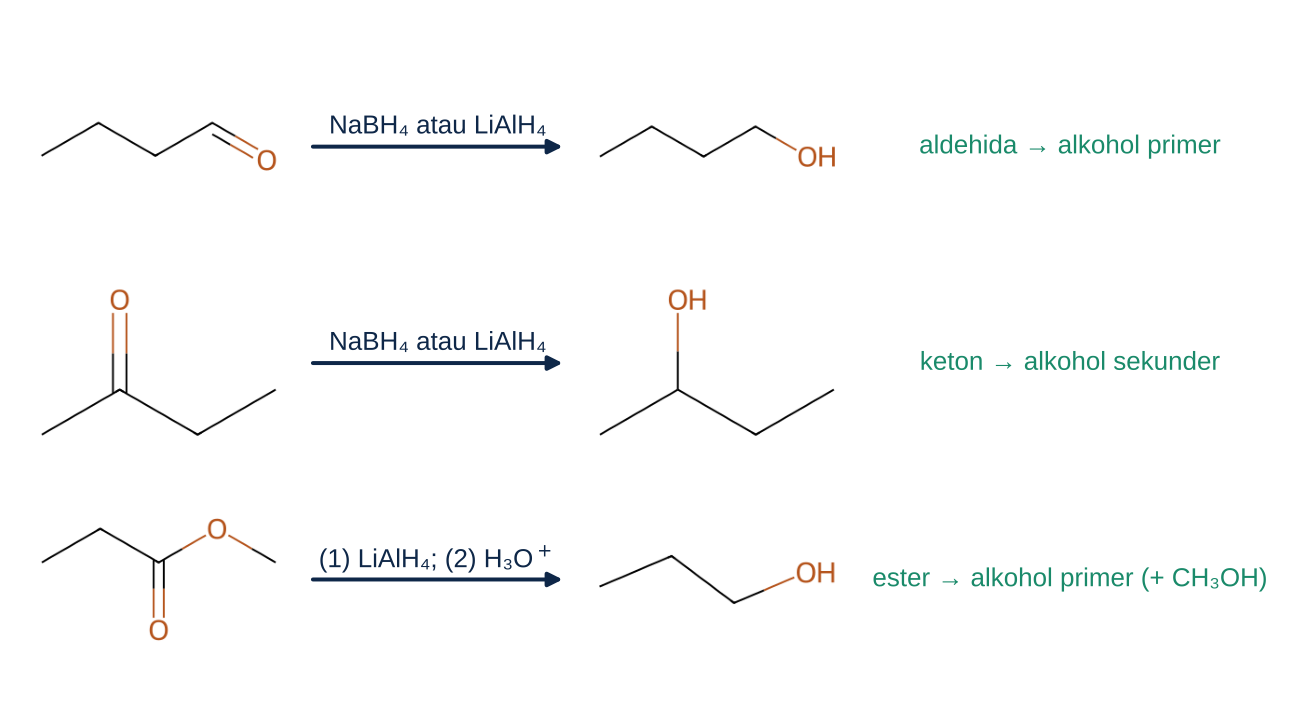 NaBH₄ atau LiAlH₄
O
OH
aldehida → alkohol primer
O
OH
NaBH₄ atau LiAlH₄
keton → alkohol sekunder
O
(1) LiAlH₄; (2) H₃O⁺
OH
ester → alkohol primer (+ CH₃OH)
O